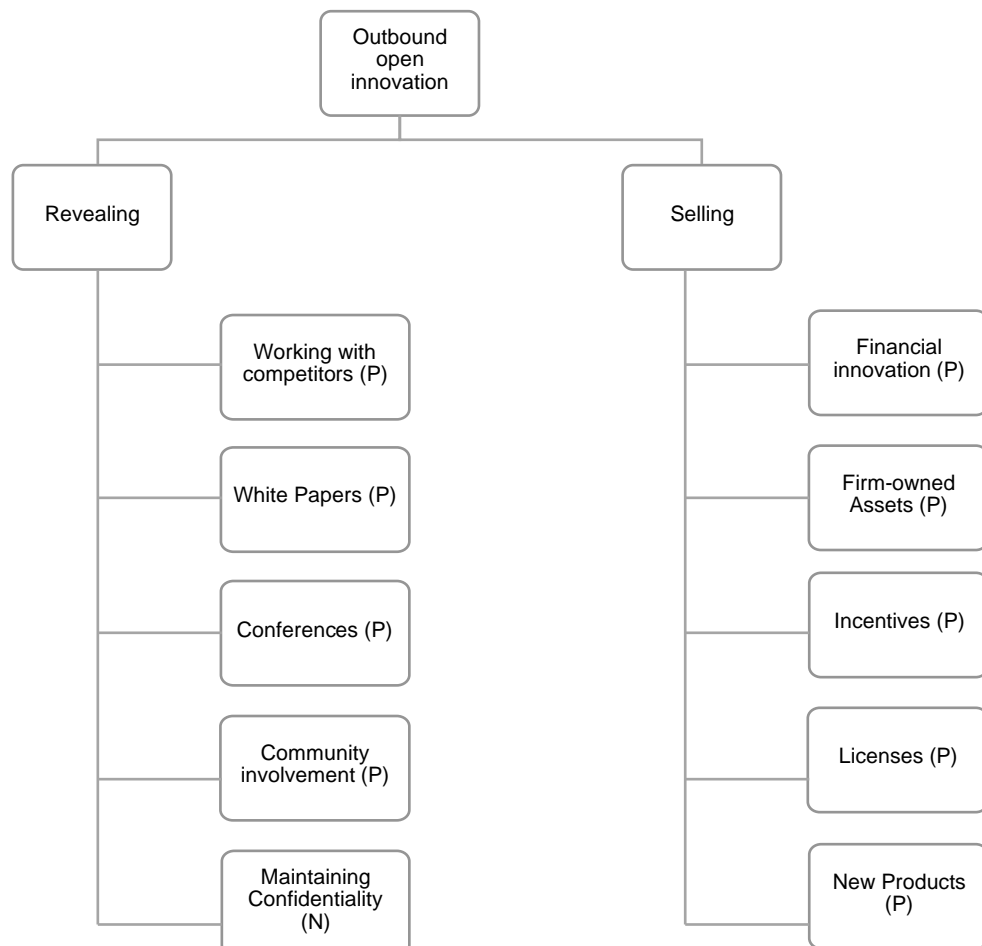 Outbound
open
innovation
Revealing
Selling
Working with
competitors (P)
White Papers (P)
Conferences (P)
Community
involvement (P)
Maintaining
Confidentiality
(N)
Financial
innovation (P)
Firm-owned
Assets (P)
Incentives (P)
Licenses (P)
New Products
(P)